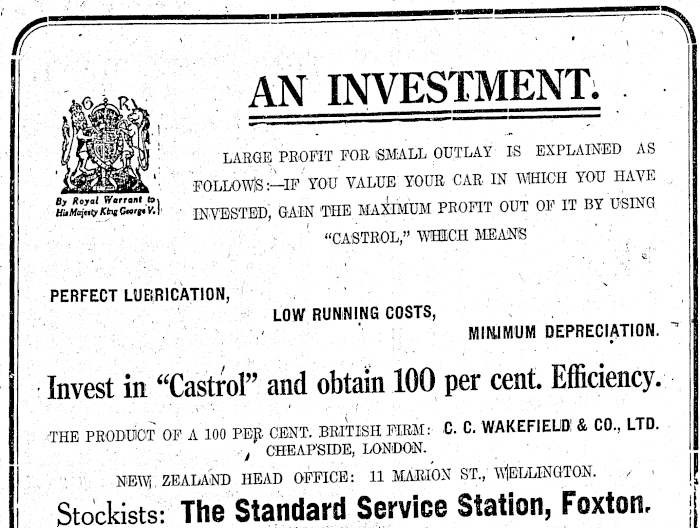 AN INVESTMENT.
G R
By Royal Warrant to
His Majesty King George V.
LARGE PROFIT FOR SMALL OUTLAY IS EXPLAINED AS
FOLLOWS:—IF YOU VALUE YOUR CAR IN WHICH YOU HAVE
INVESTED, GAIN THE MAXIMUM PROFIT OUT OF IT BY USING
"CASTROL," WHICH MEANS
PERFECT LUBRICATION,
LOW RUNNING COSTS,
MINIMUM DEPRECIATION.
Invest in "Castrol" and obtain 100 per cent. Efficiency.
THE PRODUCT OF A 100 PER CENT. BRITISH FIRM: C. C. WAKEFIELD & CO., LTD.
CHEAPSIDE, LONDON.
NEW ZEALAND HEAD OFFICE: 11 MARION ST., WELLINGTON.
Stockists: The Standard Service Station, Foxton.